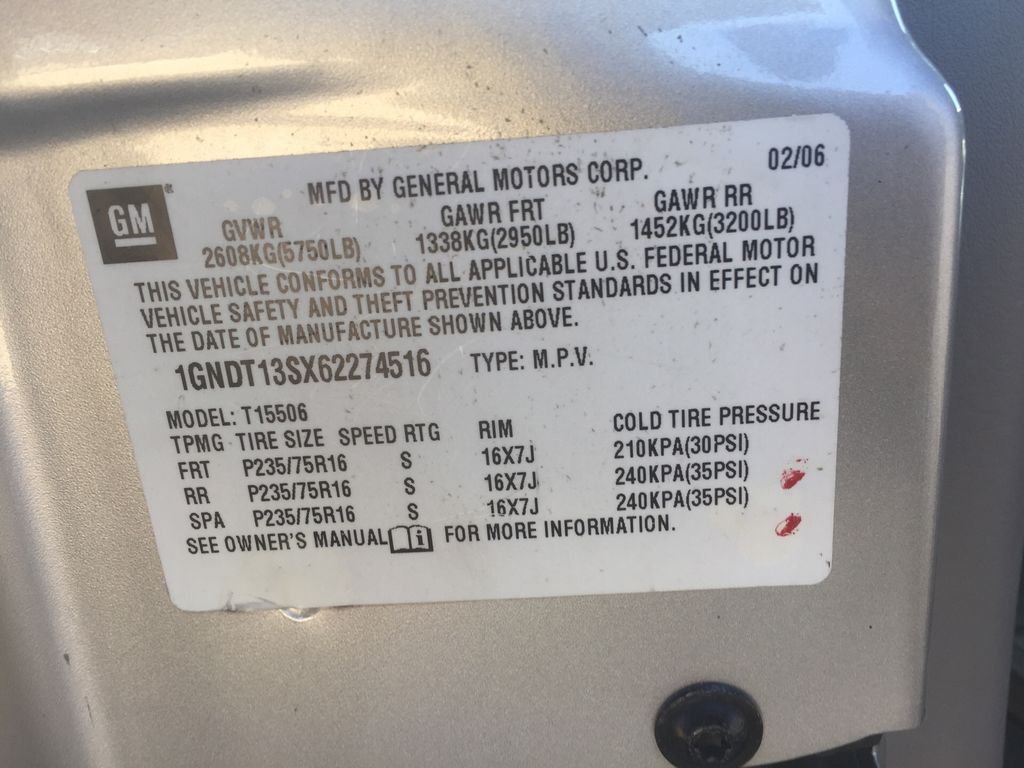 GM
MFD BY GENERAL MOTORS CORP. 02/06
GVWR GAWR FRT GAWR RR
2608KG(5750LB) 1338KG(2950LB) 1452KG(3200LB)
THIS VEHICLE CONFORMS TO ALL APPLICABLE U.S. FEDERAL MOTOR
VEHICLE SAFETY AND THEFT PREVENTION STANDARDS IN EFFECT ON
THE DATE OF MANUFACTURE SHOWN ABOVE.
1GNDT13SX62274516 TYPE: M.P.V.
MODEL: T15506
TPMG TIRE SIZE SPEED RTG RIM COLD TIRE PRESSURE
FRT P235/75R16 S 16X7J 210KPA(30PSI)
RR P235/75R16 S 16X7J 240KPA(35PSI)
SPA P235/75R16 S 16X7J 240KPA(35PSI)
SEE OWNER'S MANUAL i FOR MORE INFORMATION.